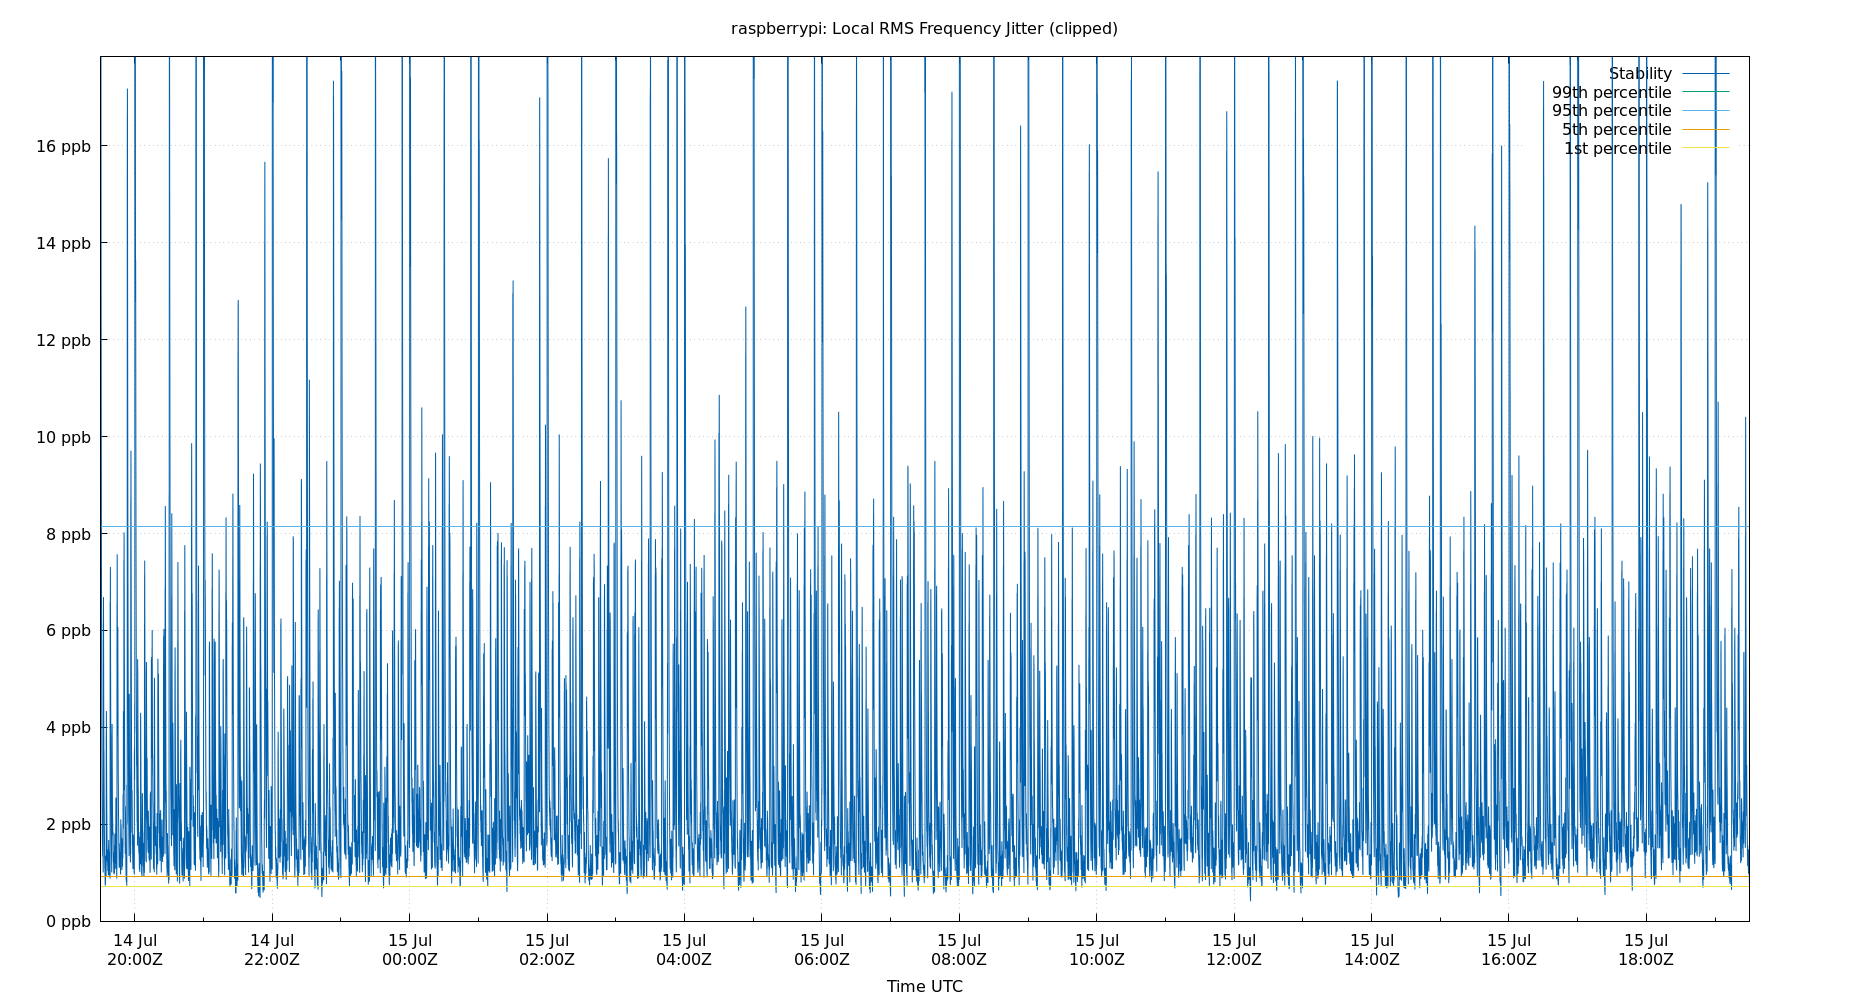 raspberrypi: Local RMS Frequency Jitter (clipped)
Stability
99th percentile
95th percentile
5th percentile
1st percentile
16 ppb
14 ppb
12 ppb
10 ppb
8 ppb
6 ppb
4 ppb
2 ppb
0 ppb
14 Jul 14 Jul 15 Jul 15 Jul 15 Jul 15 Jul 15 Jul 15 Jul 15 Jul 15 Jul 15 Jul 15 Jul
20:00Z 22:00Z 00:00Z 02:00Z 04:00Z 06:00Z 08:00Z 10:00Z 12:00Z 14:00Z 16:00Z 18:00Z
Time UTC